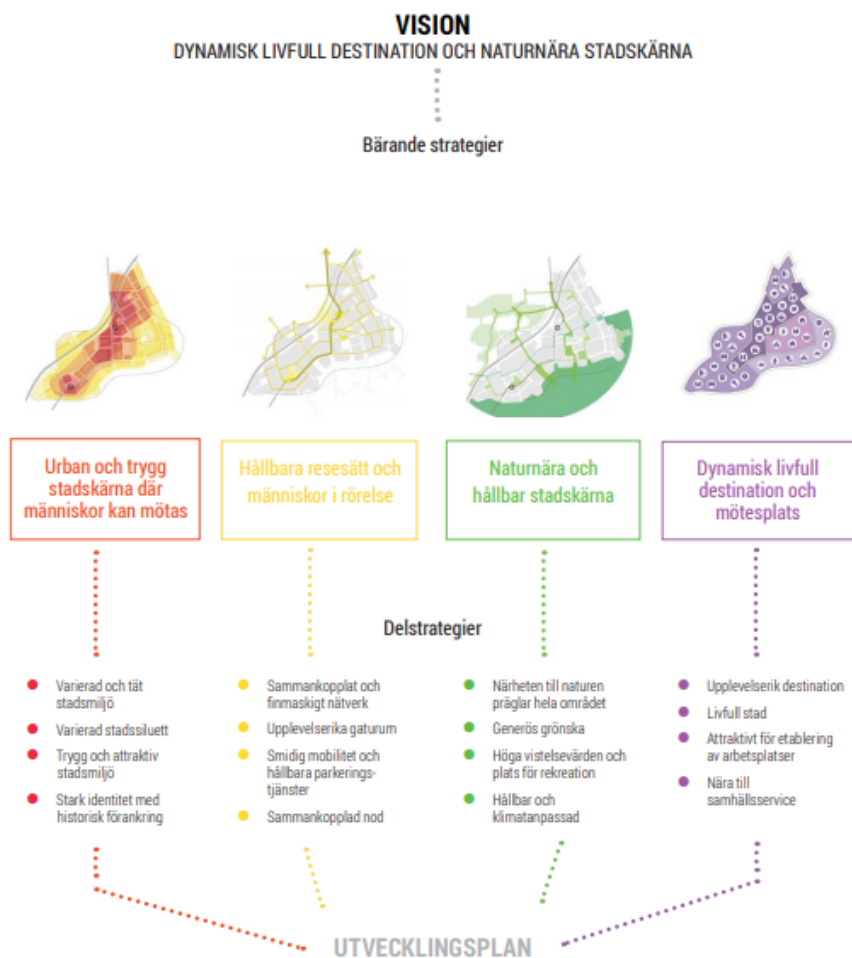 VISION
DYNAMISK LIVFULL DESTINATION OCH NATURNÄRA STADSKÄRNA
Bärande strategier
Urban och trygg
stadskärna där
människor kan mötas
Hållbara resesätt och
människor i rörelse
Naturnära och
hållbar stadskärna
Dynamisk livfull
destination och
mötesplats
Delstrategier
Varierad och tät
stadsmiljö
Varierad stadssiluett
Trygg och attraktiv
stadsmiljö
Stark identitet med
historisk förankring
Sammankopplat och
finmaskigt nätverk
Upplevelserika gaturum
Smidig mobilitet och
hållbara parkerings-
tjänster
Sammankopplad nod
Närheten till naturen
präglar hela området
Generös grönska
Höga vistelsevärden och
plats för rekreation
Hållbar och
klimatanpassad
Upplevelserik destination
Livfull stad
Attraktivt för etablering
av arbetsplatser
Nära till
samhällsservice
UTVECKLINGSPLAN